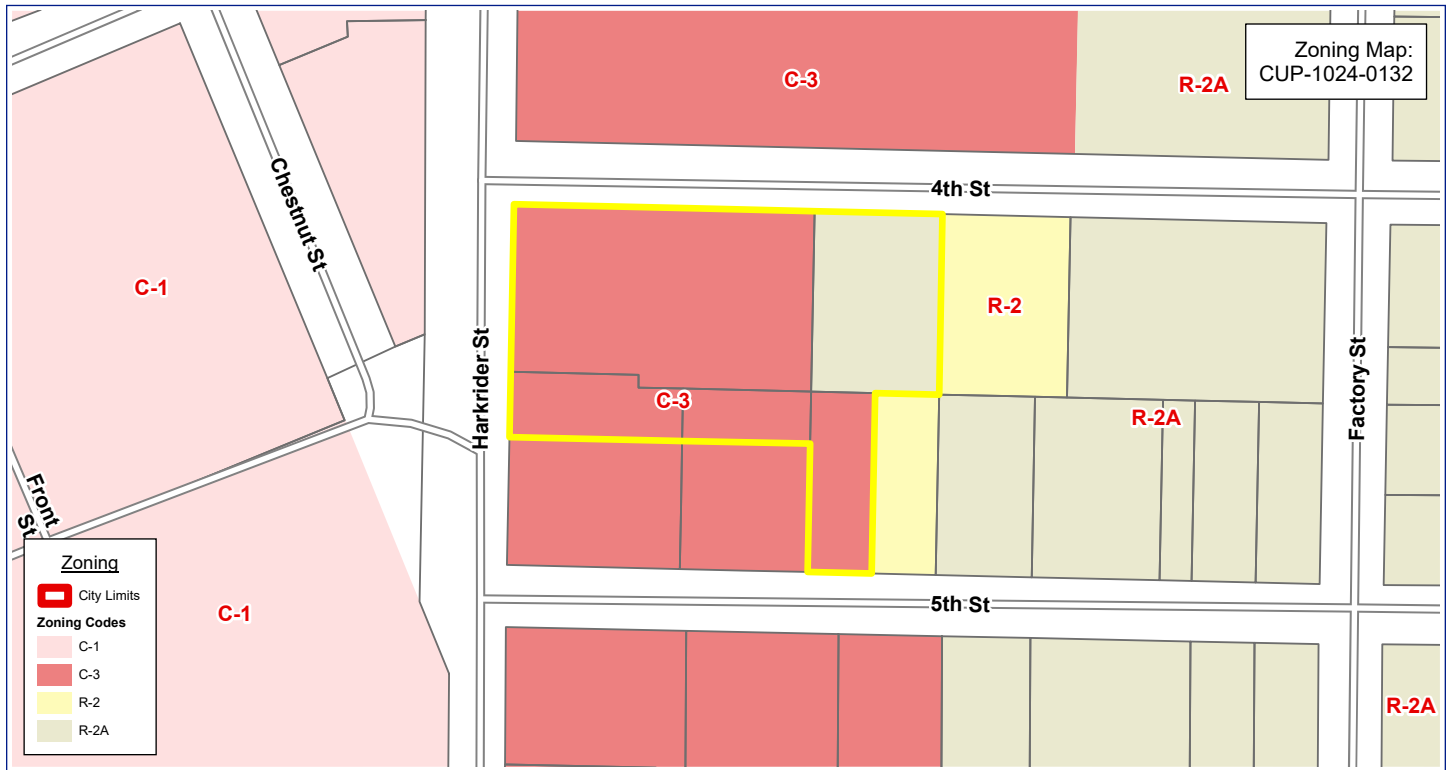 Zoning Map:
CUP-1024-0132
C-3
R-2A
4th St
Chestnut St
C-1
R-2
Harkrider St
C-3
R-2A
Factory St
Front
St
5th St
C-1
R-2A
Zoning
City Limits
Zoning Codes
C-1
C-3
R-2
R-2A